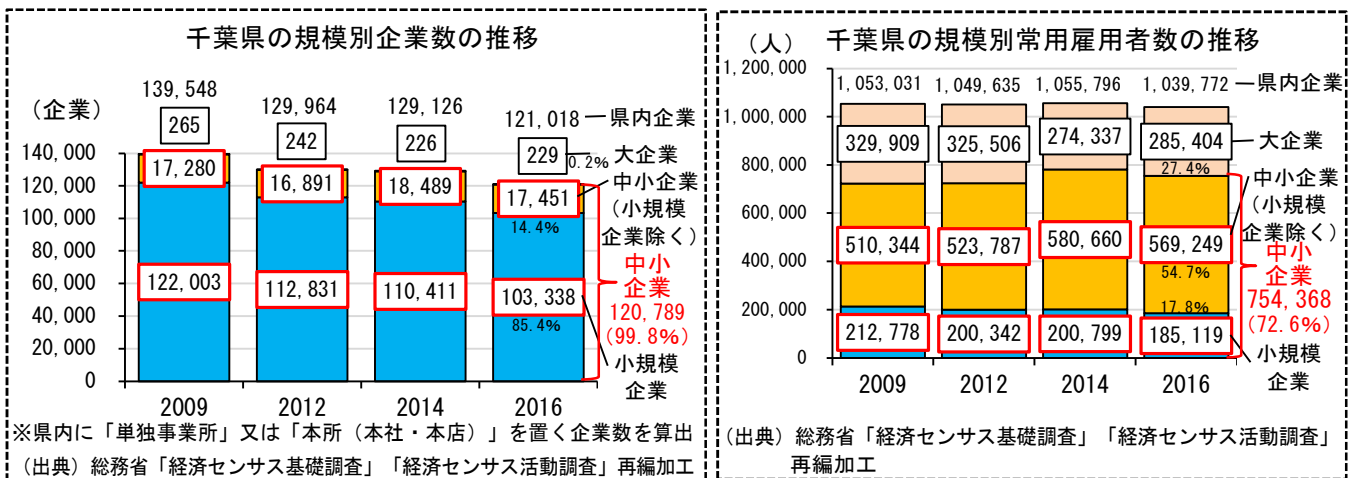 千葉県の規模別企業数の推移
（企業）
139,548
129,964
129,126
121,018
県内企業
265
242
226
229
0.2%
大企業
140,000
120,000
100,000
80,000
60,000
40,000
20,000
0
17,280
16,891
18,489
17,451
14.4%
中小企業
（小規模
企業除く）
122,003
112,831
110,411
103,338
85.4%
中小
企業
120,789
(99.8%)
小規模
企業
2009
2012
2014
2016
※県内に「単独事業所」又は「本所（本社・本店）」を置く企業数を算出
（出典）総務省「経済センサス基礎調査」「経済センサス活動調査」再編加工
（人）
千葉県の規模別常用雇用者数の推移
1,200,000
1,000,000
800,000
600,000
400,000
200,000
0
1,053,031
1,049,635
1,055,796
1,039,772
県内企業
329,909
325,506
274,337
285,404
27.4%
大企業
中小企業
（小規模
企業除く）
510,344
523,787
580,660
569,249
54.7%
中小
企業
754,368
(72.6%)
17.8%
212,778
200,342
200,799
185,119
小規模
企業
2009
2012
2014
2016
（出典）総務省「経済センサス基礎調査」「経済センサス活動調査」
再編加工